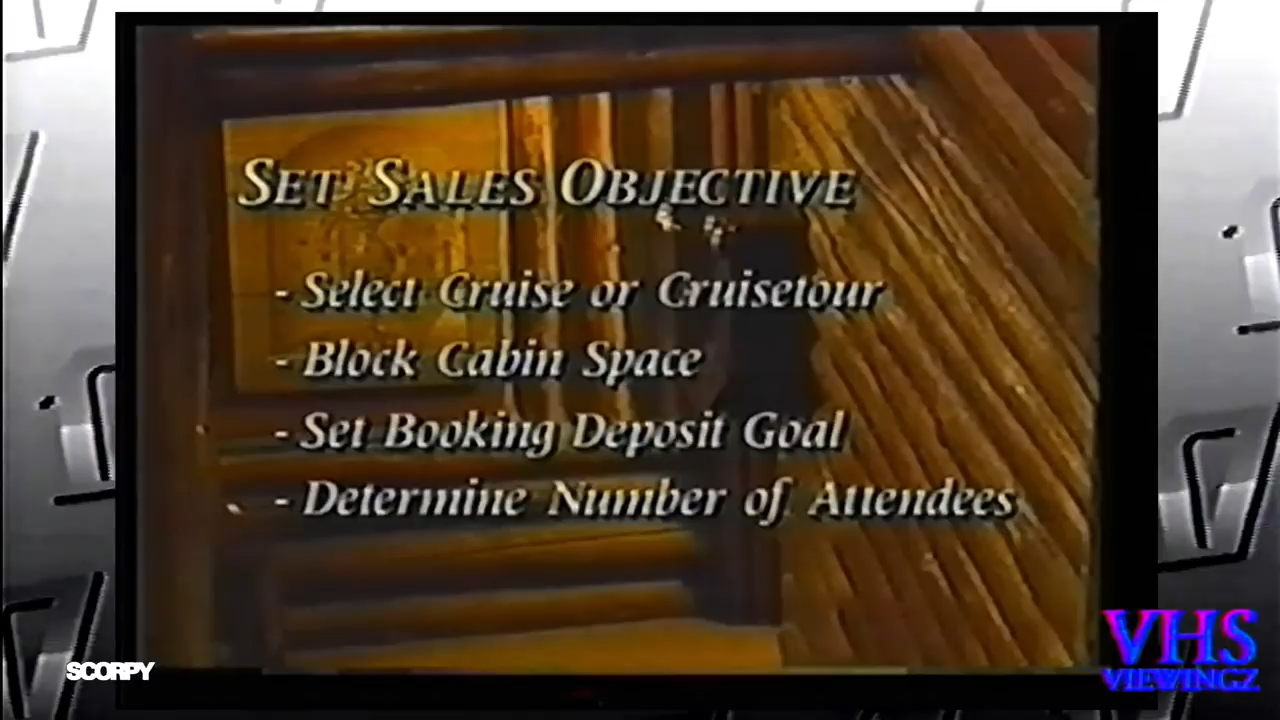 SET SALES OBJECTIVE
- Select Cruise or Cruisetour
- Block Cabin Space
- Set Booking Deposit Goal
- Determine Number of Attendees
SCORPY
VHS
VIEWINGZ